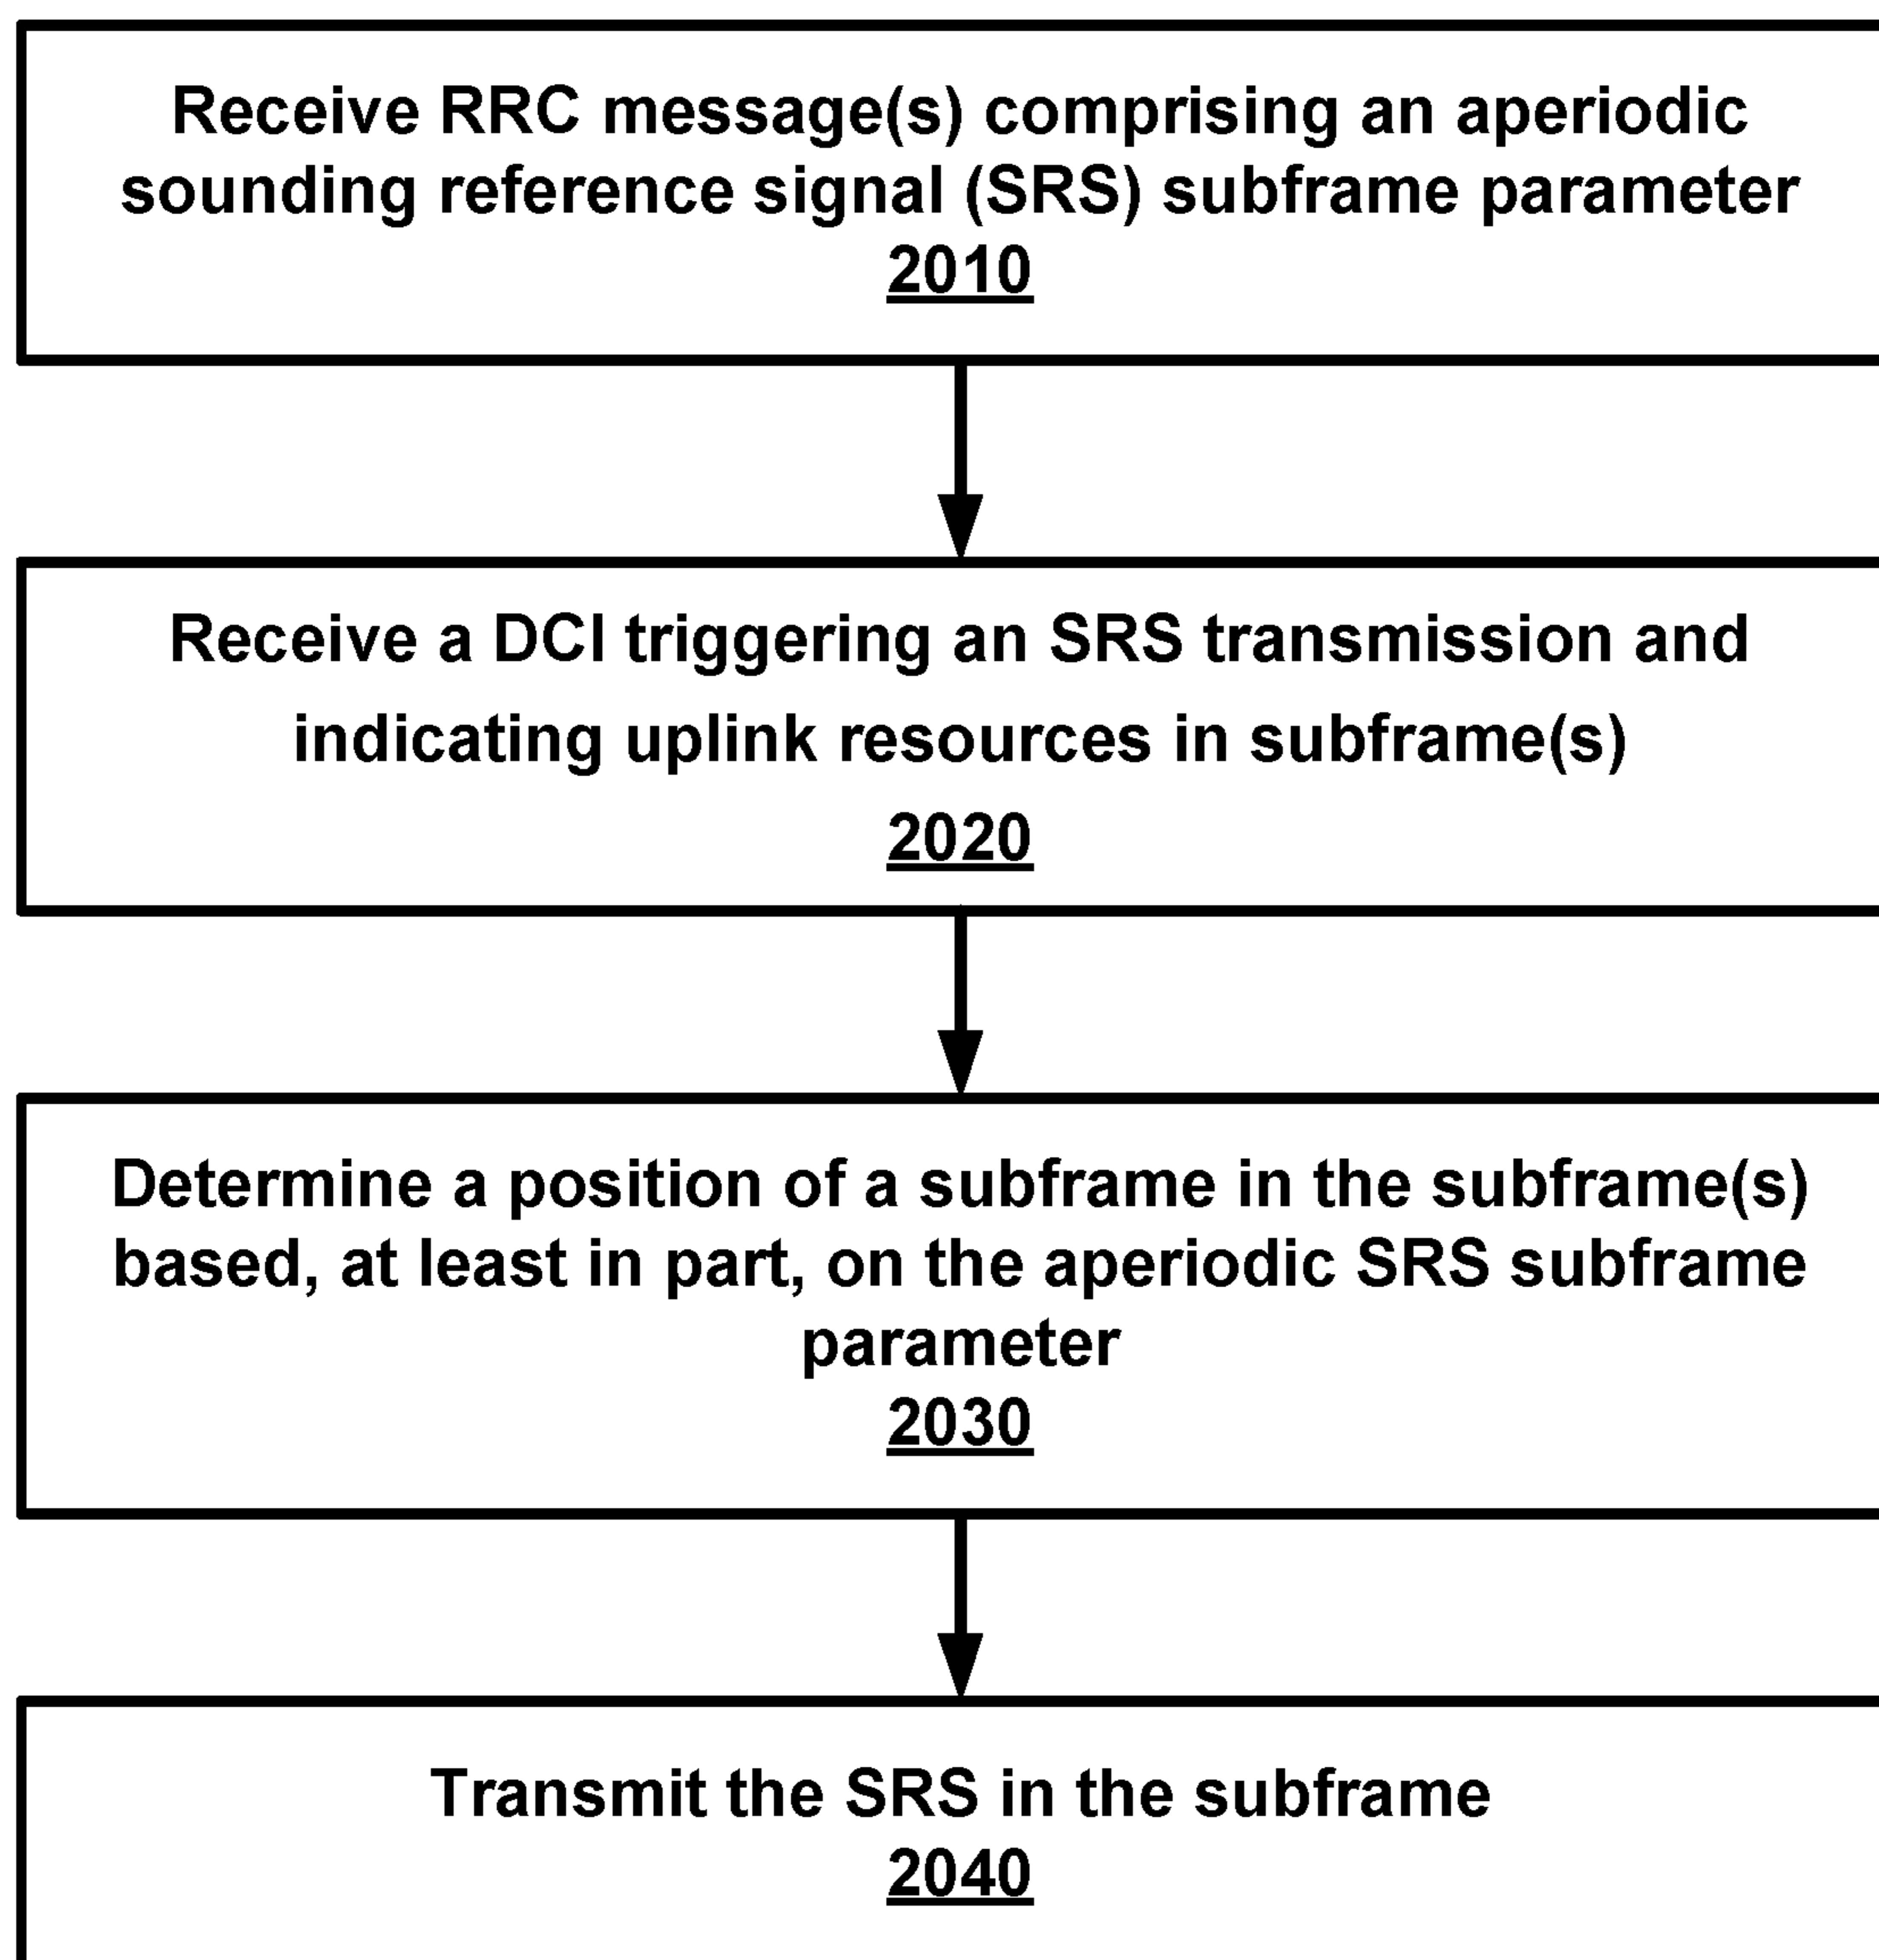 Receive RRC message(s) comprising an aperiodic
sounding reference signal (SRS) subframe parameter
2010
Receive a DCI triggering an SRS transmission and
indicating uplink resources in subframe(s)
2020
Determine a position of a subframe in the subframe(s)
based, at least in part, on the aperiodic SRS subframe
parameter
2030
Transmit the SRS in the subframe
2040